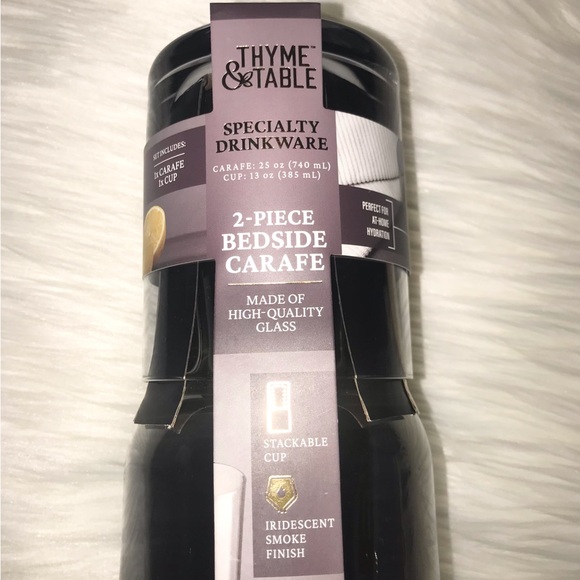 THYME™
& TABLE
SPECIALTY
DRINKWARE
CARAFE: 25 oz (740 mL)
CUP: 13 oz (385 mL)
SET INCLUDES:
1x CARAFE
1x CUP
2-PIECE
BEDSIDE
CARAFE
PERFECT FOR
AT-HOME
HYDRATION
MADE OF
HIGH-QUALITY
GLASS
STACKABLE
CUP
IRIDESCENT
SMOKE
FINISH